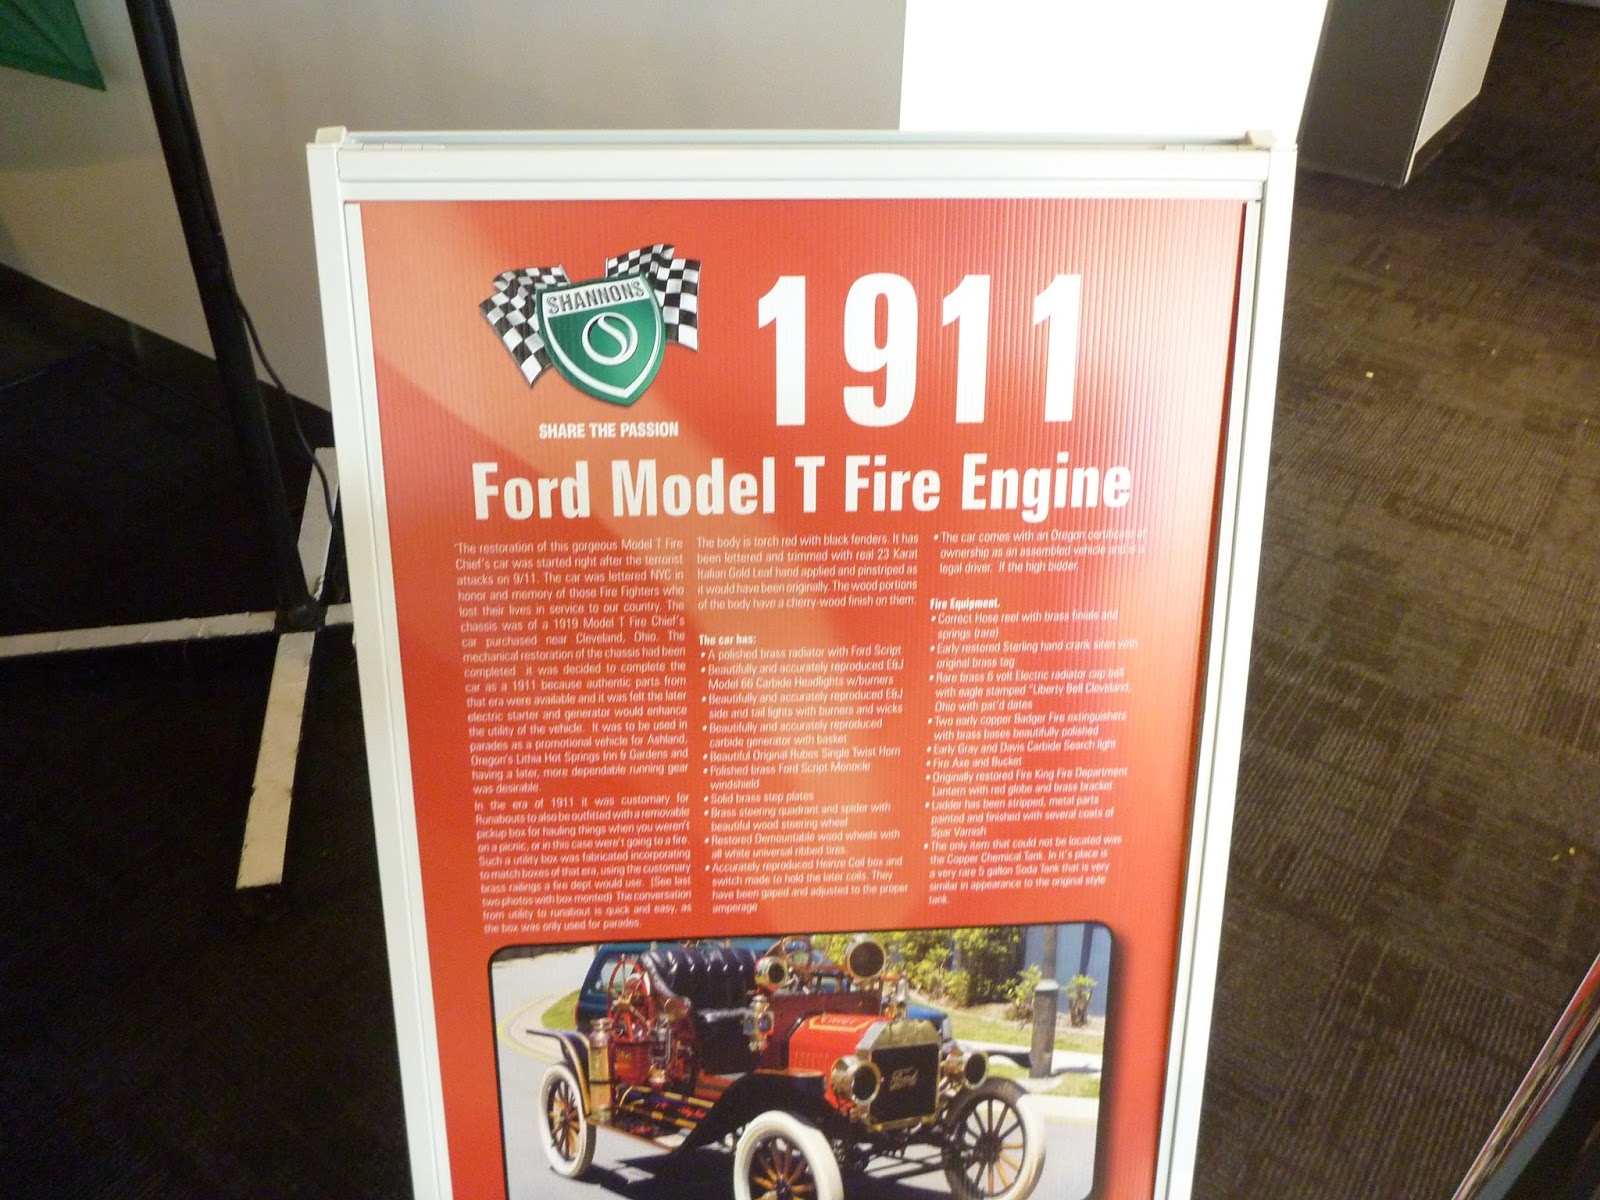 SHANNONS
SHARE THE PASSION
1911
Ford Model T Fire Engine
'The restoration of this gorgeous Model T Fire
Chief's car was started right after the terrorist
attacks on 9/11. The car was lettered NYC in
honor and memory of those Fire Fighters who
lost their lives in service to our country. The
chassis was of a 1919 Model T Fire Chief's
car purchased near Cleveland, Ohio. The
mechanical restoration of the chassis had been
completed it was decided to complete the
car as a 1911 because authentic parts from
that era were available and it was felt the later
electric starter and generator would enhance
the utility of the vehicle. It was to be used in
parades as a promotional vehicle for Ashland,
Oregon's Lithia Hot Springs Inn & Gardens and
having a later, more dependable running gear
was desirable.
In the era of 1911 it was customary for
Runabouts to also be outfitted with a removable
pickup box for hauling things when you weren't
on a picnic, or in this case were't going to a fire.
Such a utility box was fabricated incorporating
to match boxes of that era, using the customary
brass railings a fire dept would use. (See last
two photos with box monted) The conversation
from utility to runabout is quick and easy, as
the box was only used for parades.
The body is torch red with black fenders. It has
been lettered and trimmed with real 23 Karat
Italian Gold Leaf hand applied and pinstriped as
it would have been originally. The wood portions
of the body have a cherry-wood finish on them.
The car has:
• A polished brass radiator with Ford Script
• Beautifully and accurately reproduced E&J
Model 66 Carbide Headlights w/burners
• Beautifully and accurately reproduced E&J
side and tail lights with burners and wicks
• Beautifully and accurately reproduced
carbide generator with basket
• Beautiful Original Rubes Single Twist Horn
• Polished brass Ford Script Monocle
windshield
• Solid brass step plates
• Brass steering quadrant and spider with
beautiful wood steering wheel
• Restored Demountable wood wheels with
all white universal ribbed tires.
• Accurately reproduced Heinze Coil box and
switch made to hold the later coils. They
have been gaped and adjusted to the proper
amperage
• The car comes with an Oregon certificate of
ownership as an assembled vehicle and is a
legal driver. If the high bidder,
Fire Equipment.
• Correct Hose reel with brass finials and
springs (rare)
• Early restored Sterling hand crank siren with
original brass tag
• Rare brass 6 volt Electric radiator cap bell
with eagle stamped "Liberty Bell Cleveland,
Ohio with pat'd dates
• Two early copper Badger Fire extinguishers
with brass bases beautifully polished
• Early Gray and Davis Carbide Search light
• Fire Axe and Bucket
• Originally restored Fire King Fire Department
Lantern with red globe and brass bracket
• Ladder has been stripped, metal parts
painted and finished with several coats of
Spar Varnish
• The only item that could not be located was
the Copper Chemical Tank. In it's place is
a very rare 5 gallon Soda Tank that is very
similar in appearance to the original style
tank.
CHIEF
Ford